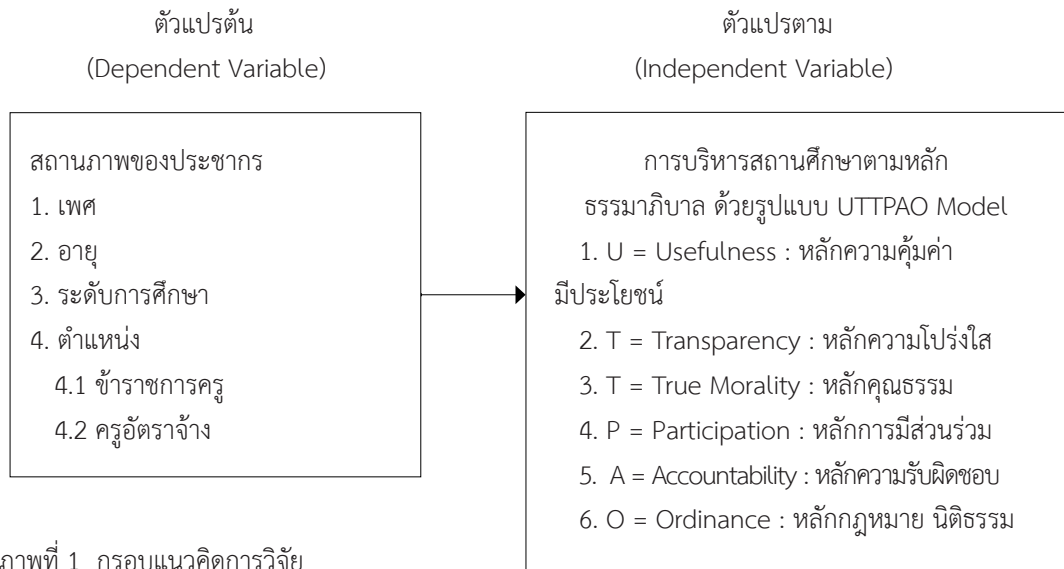 ตัวแปรต้น
(Dependent Variable)
สถานภาพของประชากร
1. เพศ
2. อายุ
3. ระดับการศึกษา
4. ตำแหน่ง
4.1 ข้าราชการครู
4.2 ครูอัตราจ้าง
ตัวแปรตาม
(Independent Variable)
การบริหารสถานศึกษาตามหลัก
ธรรมาภิบาล ด้วยรูปแบบ UTTPAO Model
1. U = Usefulness : หลักความคุ้มค่า
มีประโยชน์
2. T = Transparency : หลักความโปร่งใส
3. T = True Morality : หลักคุณธรรม
4. P = Participation : หลักการมีส่วนร่วม
5. A = Accountability : หลักความรับผิดชอบ
6. O = Ordinance : หลักกฎหมาย นิติธรรม
ภาพที่ 1 กรอบแนวคิดการวิจัย